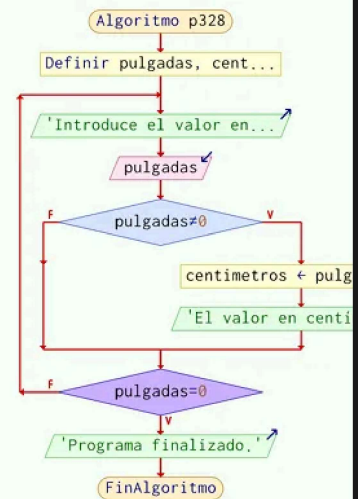 Algoritmo p328
Definir pulgadas, cent...
'Introduce el valor en...
pulgadas
F
pulgadas≠0
V
centimetros ← pulg
'El valor en centi
F
pulgadas=0
V
'Programa finalizado.'
FinAlgoritmo